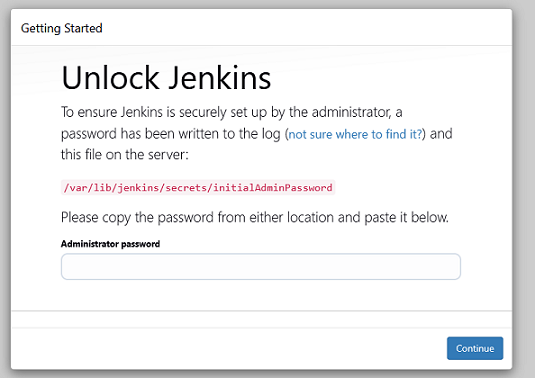 Getting Started
Unlock Jenkins
To ensure Jenkins is securely set up by the administrator, a
password has been written to the log (not sure where to find it?) and
this file on the server:
/var/lib/jenkins/secrets/initialAdminPassword
Please copy the password from either location and paste it below.
Administrator password
Continue